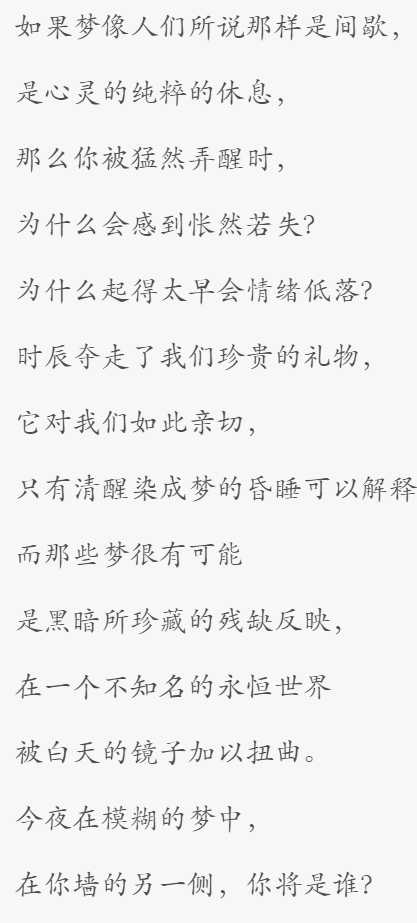 如果梦像人们所说那样是间歇，
是心灵的纯粹的休息，
那么你被猛然弄醒时，
为什么会感到怅然若失？
为什么起得太早会情绪低落？
时辰夺走了我们珍贵的礼物，
它对我们如此亲切，
只有清醒染成梦的昏睡可以解释
而那些梦很有可能
是黑暗所珍藏的残缺反映，
在一个不知名的永恒世界
被白天的镜子加以扭曲。
今夜在模糊的梦中，
在你墙的另一侧，你将是谁？